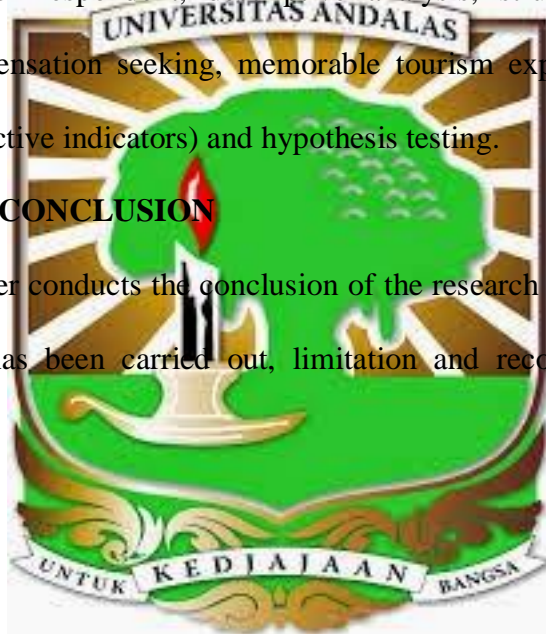 UNIVERSITAS ANDALAS
ensation seeking, memorable tourism exp
ctive indicators) and hypothesis testing.
CONCLUSION
er conducts the conclusion of the research
has been carried out, limitation and reco
UNTUK KEDJAJAAN BANGSA